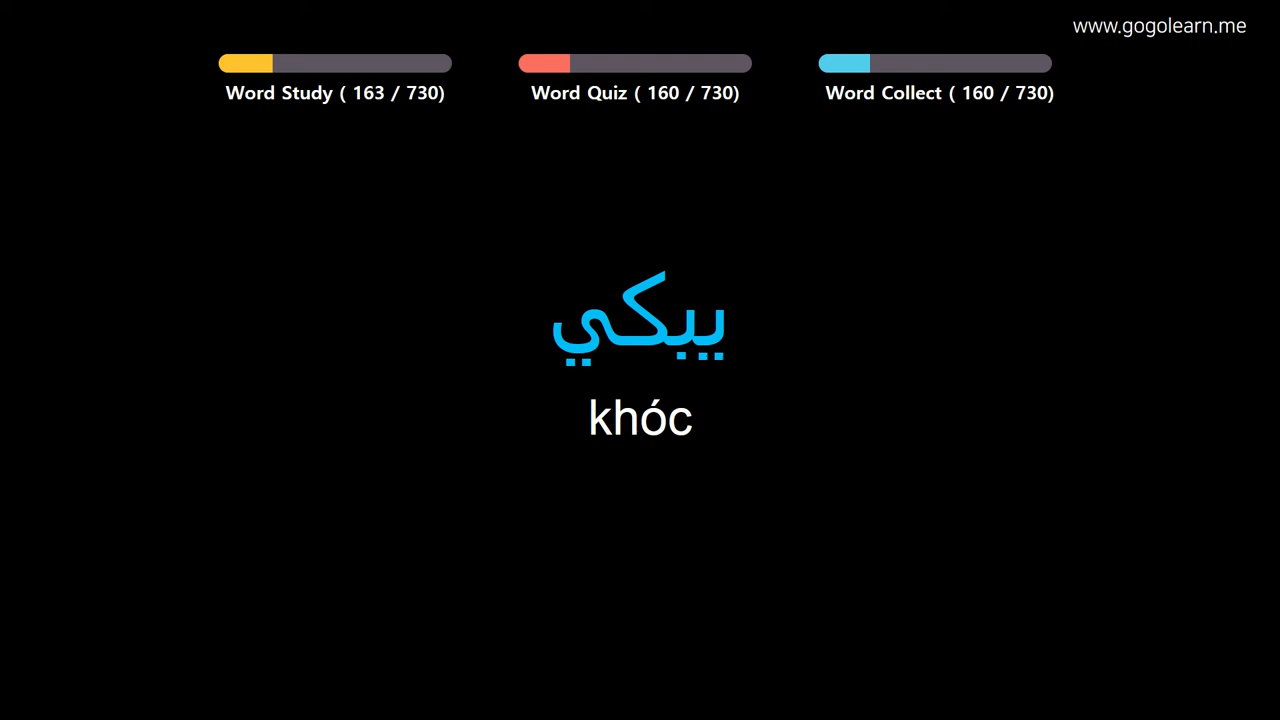 www.gogolearn.me
Word Study ( 163 / 730)
Word Quiz ( 160 / 730)
Word Collect ( 160 / 730)
يبكي
khóc